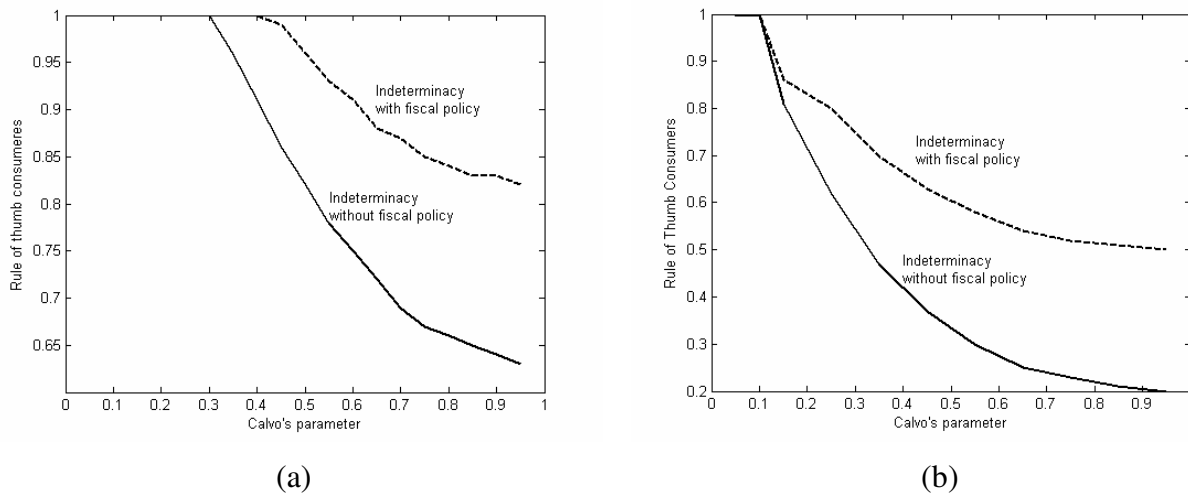 1
0.95
0.9
0.85
0.8
0.75
0.7
0.65
Rule of thumb consumeres
Indeterminacy
with fiscal policy
Indeterminacy
without fiscal policy
0 0.1 0.2 0.3 0.4 0.5 0.6 0.7 0.8 0.9 1
Calvo's parameter
(a)
1
0.9
0.8
0.7
0.6
0.5
0.4
0.3
0.2
Rule of Thumb Consumers
Indeterminacy
with fiscal policy
Indeterminacy
without fiscal policy
0 0.1 0.2 0.3 0.4 0.5 0.6 0.7 0.8 0.9
Calvo's parameter
(b)